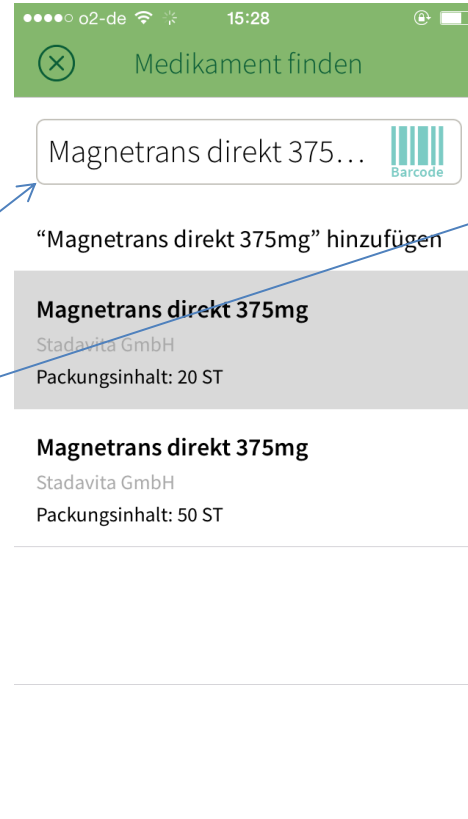 o2-de 15:28
Medikament finden
Magnetrans direkt 375...
Barcode
“Magnetrans direkt 375mg” hinzufügen
Magnetrans direkt 375mg
Stadavita GmbH
Packungsinhalt: 20 ST
Magnetrans direkt 375mg
Stadavita GmbH
Packungsinhalt: 50 ST